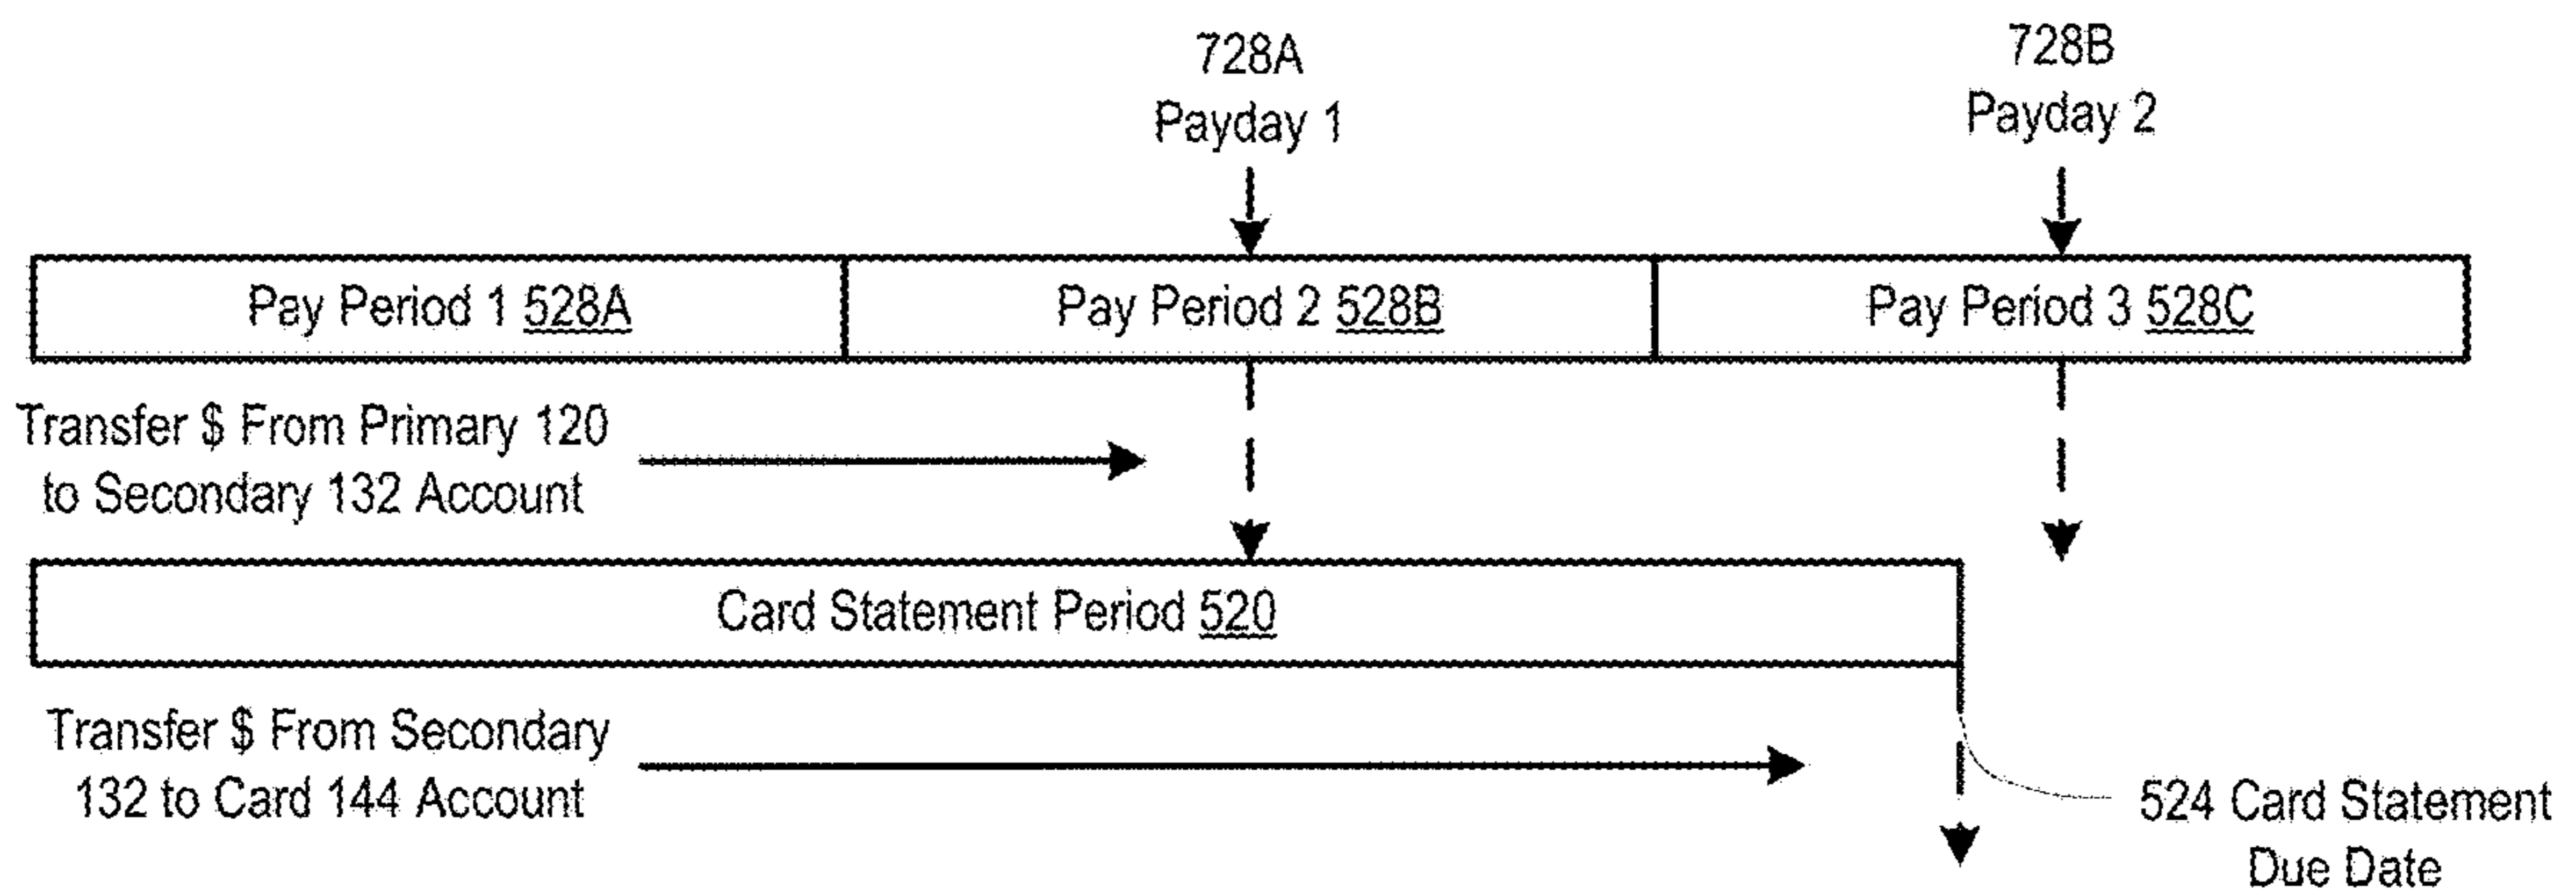 728A
Payday 1
728B
Payday 2
Pay Period 1 528A
Pay Period 2 528B
Pay Period 3 528C
Transfer $ From Primary 120
to Secondary 132 Account
Card Statement Period 520
Transfer $ From Secondary
132 to Card 144 Account
524 Card Statement
Due Date